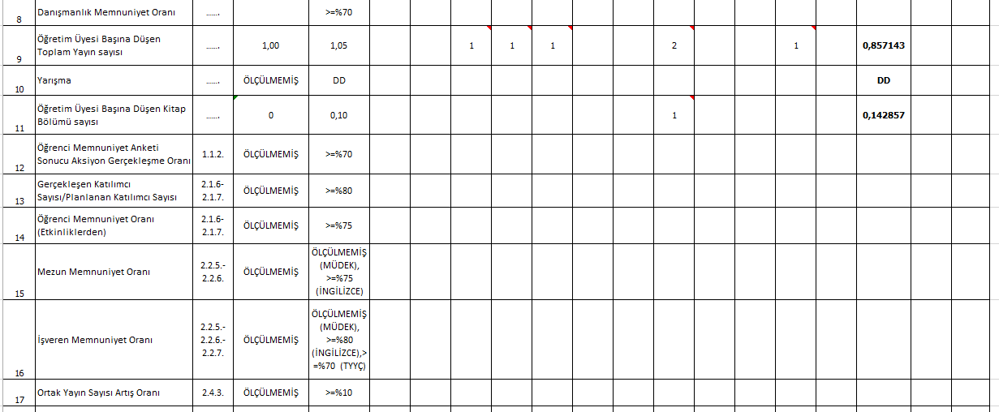 8 Danışmanlık Memnuniyet Oranı ……. >=%70
9 Öğretim Üyesi Başına Düşen
Toplam Yayın sayısı ……. 1,00 1,05 1 1 1 2 1 0,857143
10 Yarışma ……. ÖLÇÜLMEMİŞ DD DD
11 Öğretim Üyesi Başına Düşen Kitap
Bölümü sayısı ……. 0 0,10 1 0,142857
12 Öğrenci Memnuniyet Anketi
Sonucu Aksiyon Gerçekleşme Oranı 1.1.2. ÖLÇÜLMEMİŞ >=%70
13 Gerçekleşen Katılımcı
Sayısı/Planlanan Katılımcı Sayısı 2.1.6-
2.1.7. ÖLÇÜLMEMİŞ >=%80
14 Öğrenci Memnuniyet Oranı
(Etkinliklerden) 2.1.6-
2.1.7. ÖLÇÜLMEMİŞ >=%75
15 Mezun Memnuniyet Oranı 2.2.5.-
2.2.6. ÖLÇÜLMEMİŞ ÖLÇÜLMEMİŞ
(MÜDEK),
>=%75
(İNGİLİZCE)
16 İşveren Memnuniyet Oranı 2.2.5.-
2.2.6.-
2.2.7. ÖLÇÜLMEMİŞ ÖLÇÜLMEMİŞ
(MÜDEK),
>=%80
(İNGİLİZCE),>
=%70 (TYYÇ)
17 Ortak Yayın Sayısı Artış Oranı 2.4.3. ÖLÇÜLMEMİŞ >=%10